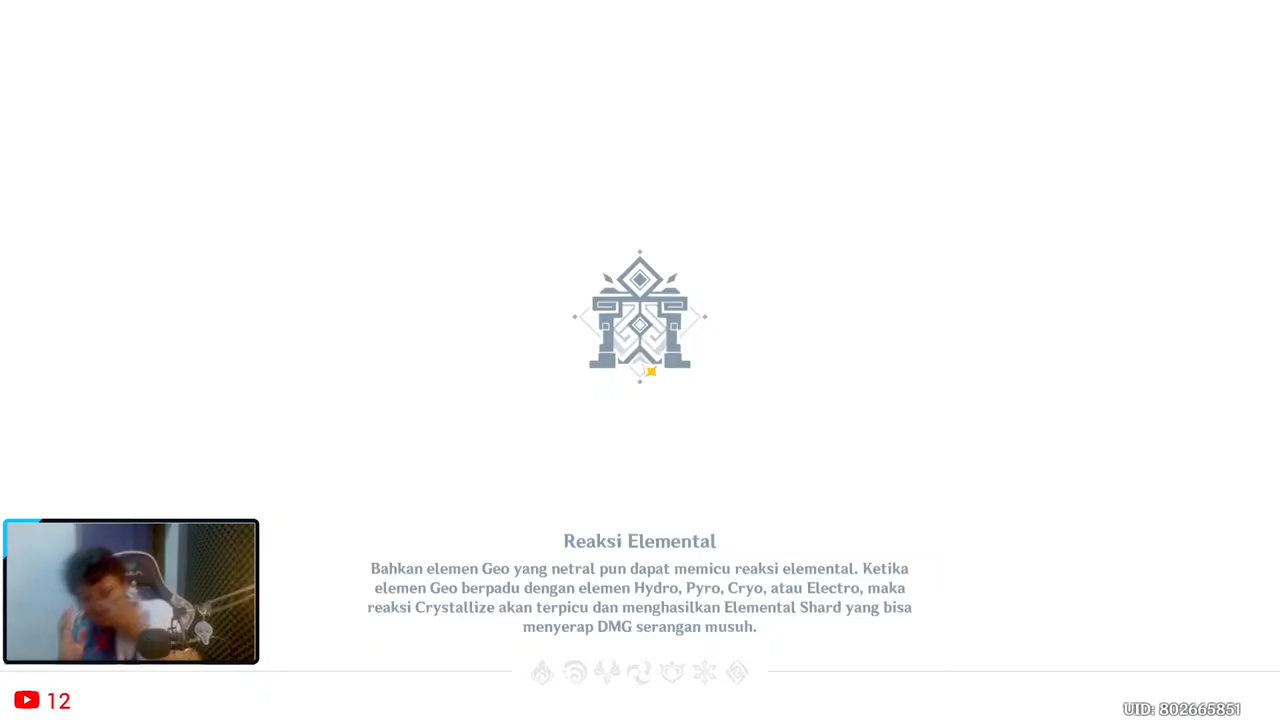 Reaksi Elemental
Bahkan elemen Geo yang netral pun dapat memicu reaksi elemental. Ketika
elemen Geo berpadu dengan elemen Hydro, Pyro, Cryo, atau Electro, maka
reaksi Crystallize akan terpicu dan menghasilkan Elemental Shard yang bisa
menyerap DMG serangan musuh.
12
UID: 802665851